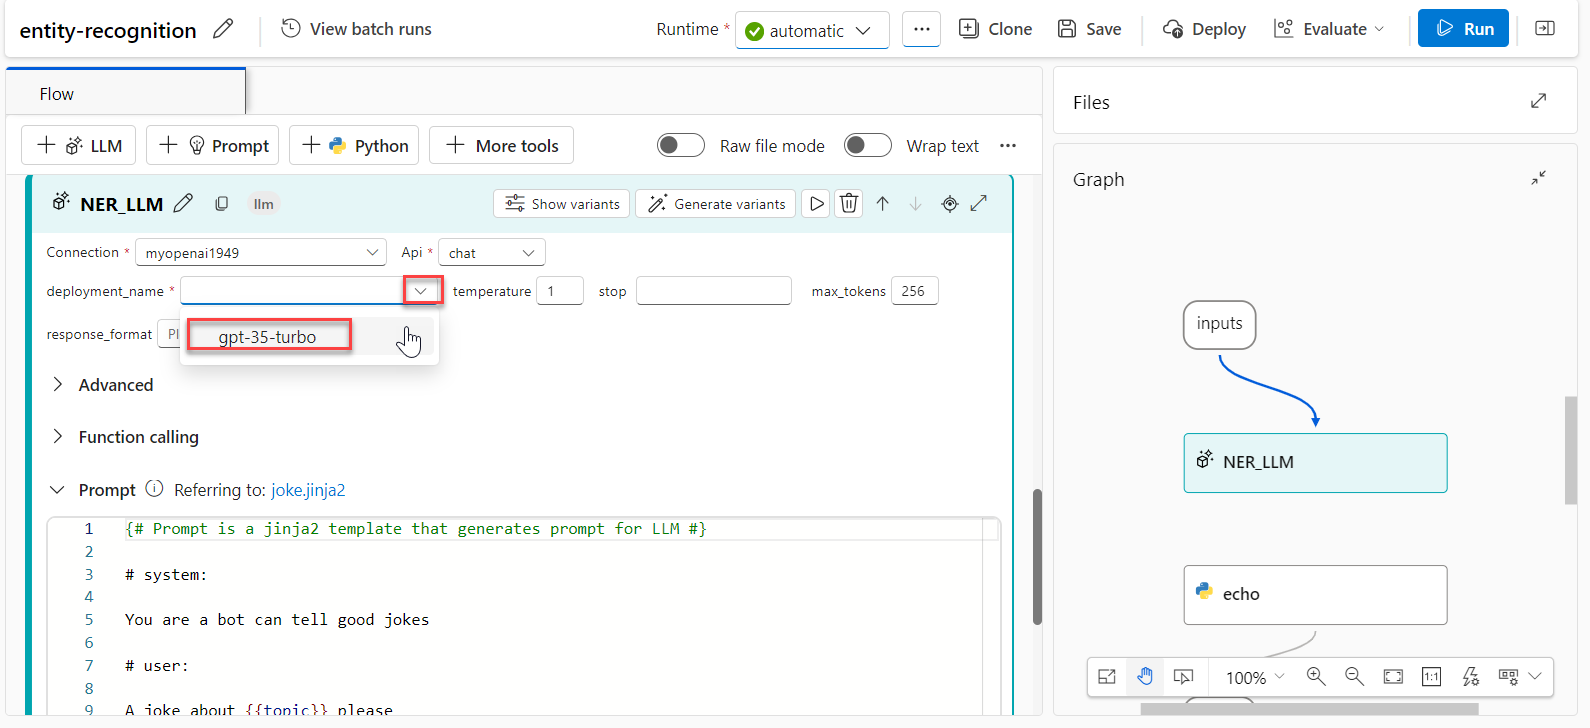 entity-recognition
View batch runs
Runtime * automatic
...
Clone
Save
Deploy
Evaluate
Run
Flow
Files
LLM
Prompt
Python
More tools
Raw file mode
Wrap text
...
Graph
NER_LLM
llm
Show variants
Generate variants
Connection * myopenai1949
Api * chat
deployment_name *
temperature 1
stop
max_tokens 256
response_format Pl
gpt-35-turbo
Advanced
Function calling
Prompt Referring to: joke.jinja2
1 {# Prompt is a jinja2 template that generates prompt for LLM #}
2
3 # system:
4
5 You are a bot can tell good jokes
6
7 # user:
8
9 A joke about {{topic}} please
inputs
NER_LLM
echo
100%
1:1